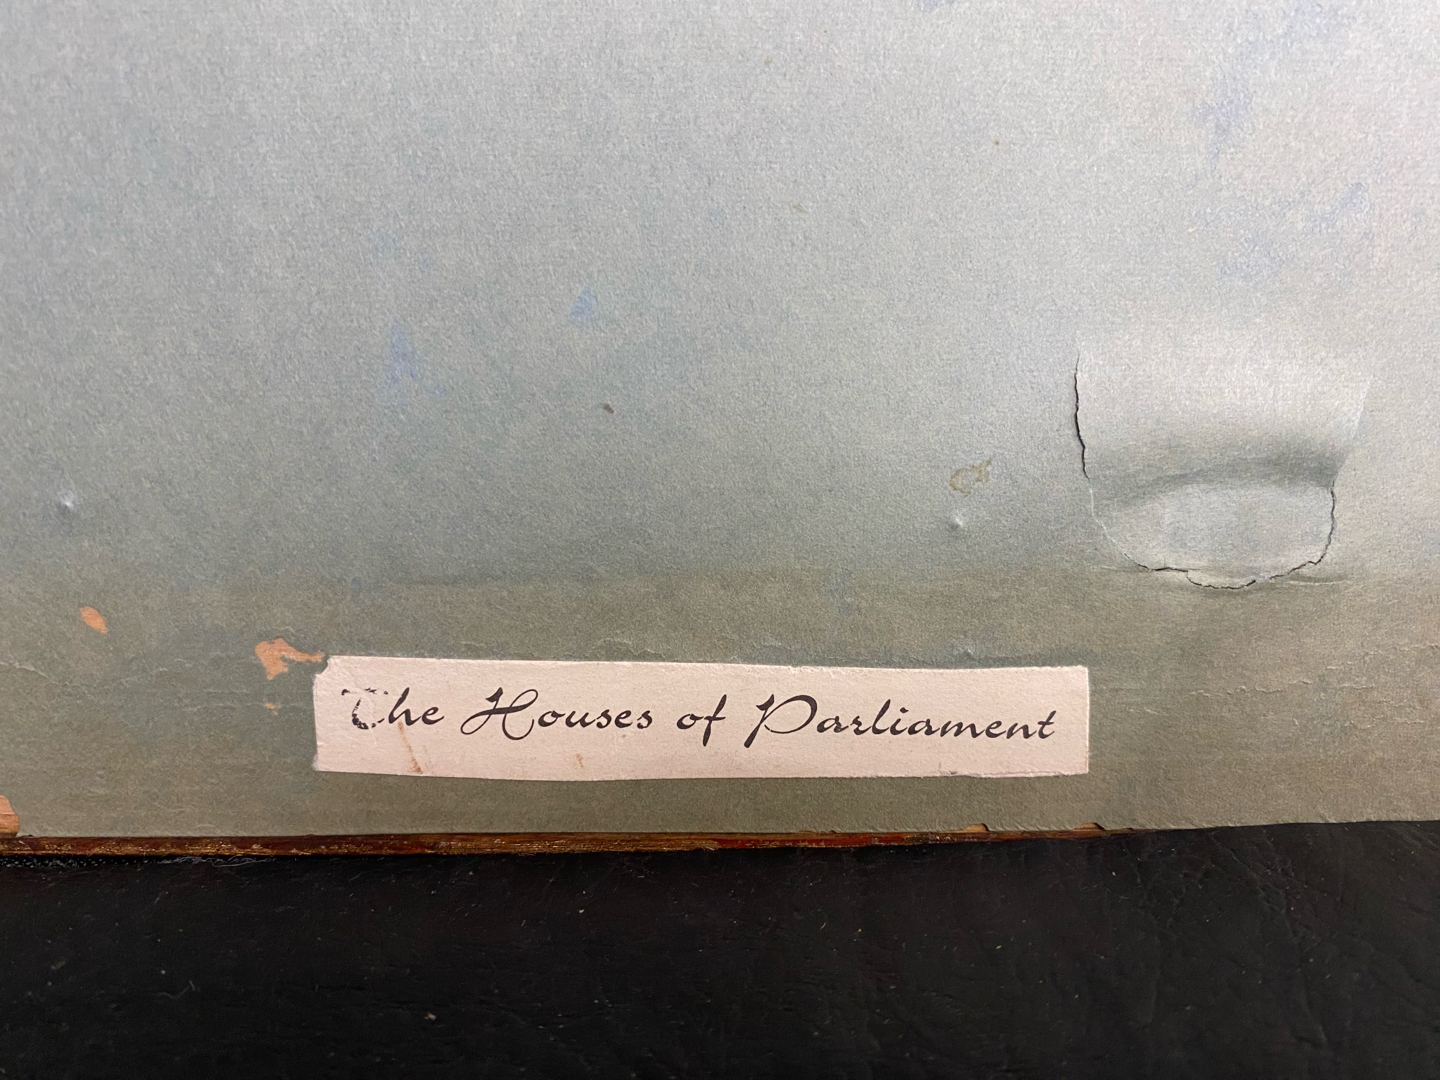 The Houses of Parliament